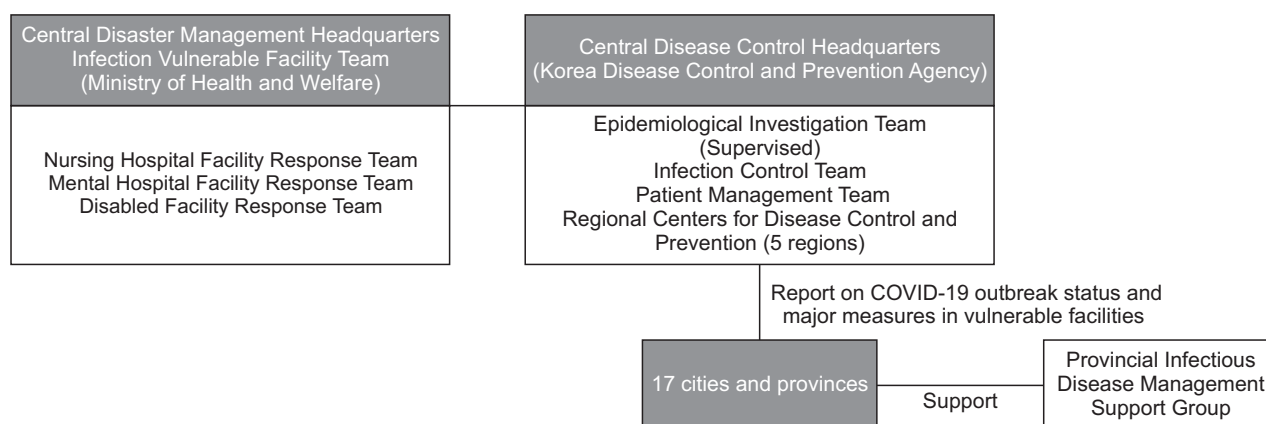 Central Disaster Management Headquarters
Infection Vulnerable Facility Team
(Ministry of Health and Welfare)
Nursing Hospital Facility Response Team
Mental Hospital Facility Response Team
Disabled Facility Response Team
Central Disease Control Headquarters
(Korea Disease Control and Prevention Agency)
Epidemiological Investigation Team
(Supervised)
Infection Control Team
Patient Management Team
Regional Centers for Disease Control and
Prevention (5 regions)
Report on COVID-19 outbreak status and
major measures in vulnerable facilities
17 cities and provinces
Support
Provincial Infectious
Disease Management
Support Group